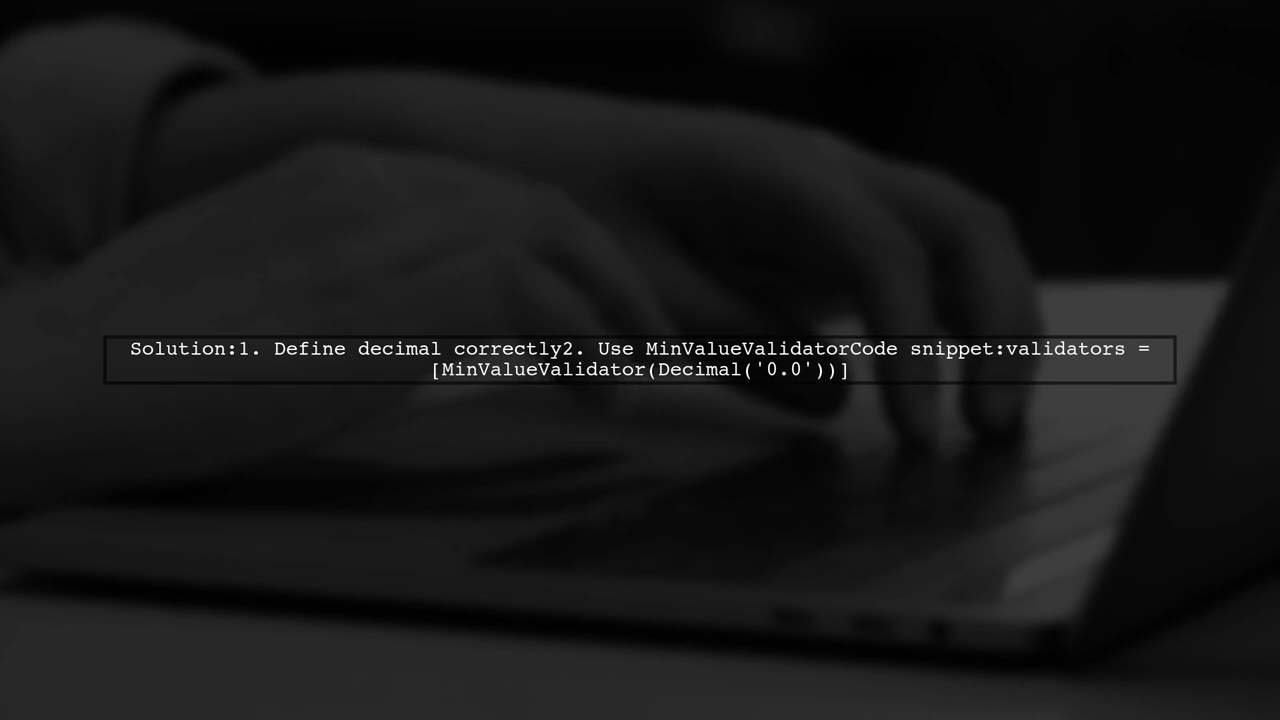 Solution:1. Define decimal correctly2. Use MinValueValidatorCode snippet:validators =
[MinValueValidator(Decimal('0.0'))]